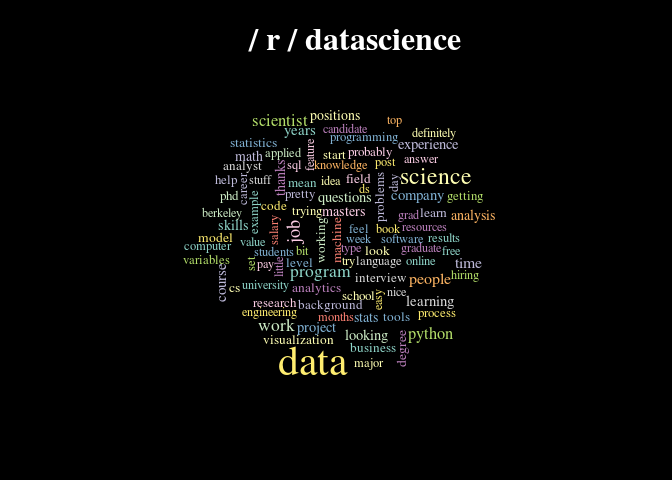 / r / datascience
positions
scientist
top
years
candidate
programming
definitely
statistics
experience
math
applied
feature
start
probably
post
answer
analyst
sql
knowledge
thanks
help
stuff
career
mean
idea
field
ds
problems
day
science
phd
pretty
questions
company
getting
berkeley
example
code
trying
masters
grad
learn
analysis
skills
salary
job
working
machine
feel
book
resources
model
week
software
results
computer
value
students
bit
type
look
graduate
free
variables
set
pay
little
level
try
language
online
time
course
program
interview
people
hiring
cs
university
analytics
school
easy
nice
learning
research
background
engineering
months
stats
tools
process
work
project
looking
python
visualization
business
degree
data
major